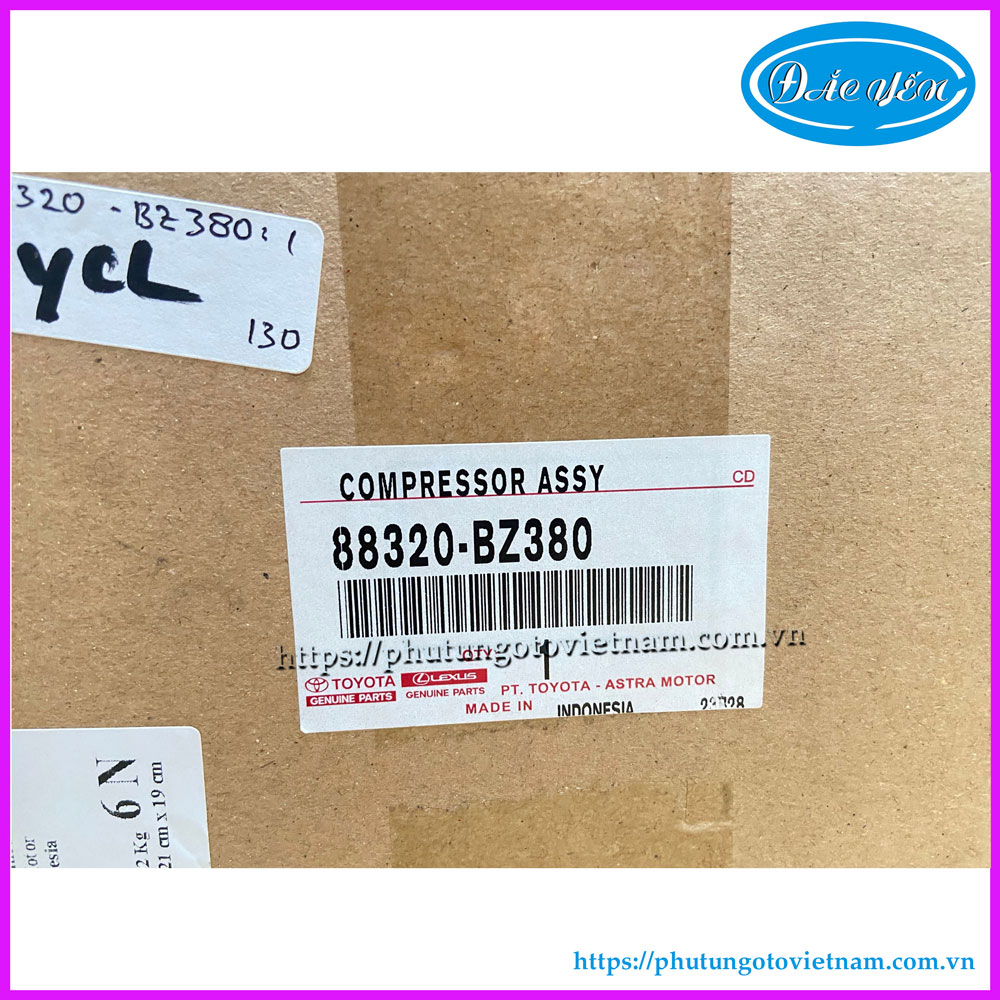 ĐẮC YẾN
320 - BZ380: 1
YCL
130
COMPRESSOR ASSY
CD
88320-BZ380
https://phutungotovietnam.com.vn
QTY 1
TOYOTA
GENUINE PARTS
LEXUS
GENUINE PARTS
PT. TOYOTA - ASTRA MOTOR
MADE IN INDONESIA
6 N
2 Kg
21 cm x 19 cm
https://phutungotovietnam.com.vn